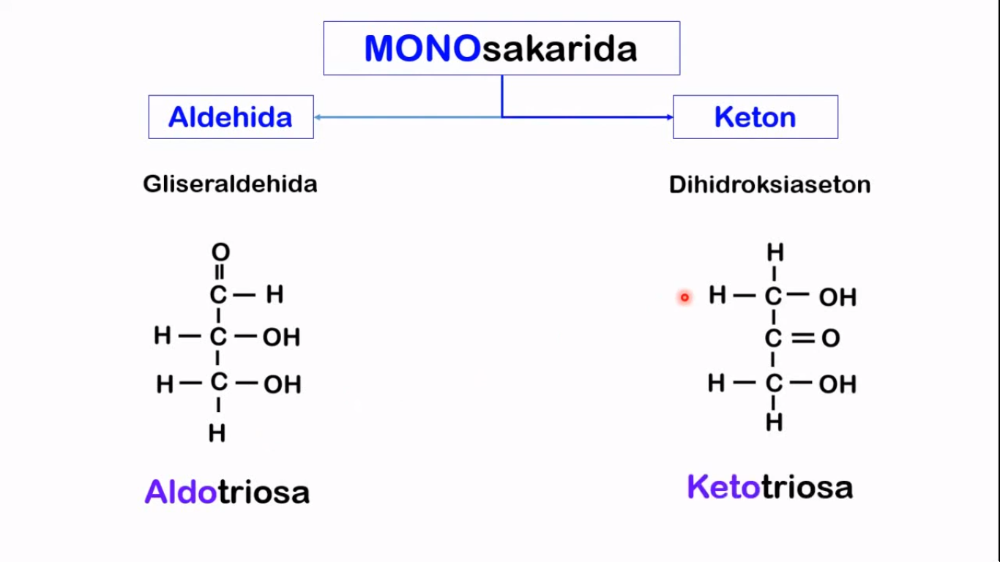 MONOsakarida
Aldehida
Keton
Gliseraldehida
Dihidroksiaseton
O
C H
H C OH
H C OH
H
H
H C OH
C = O
H C OH
H
Aldotriosa
Ketotriosa